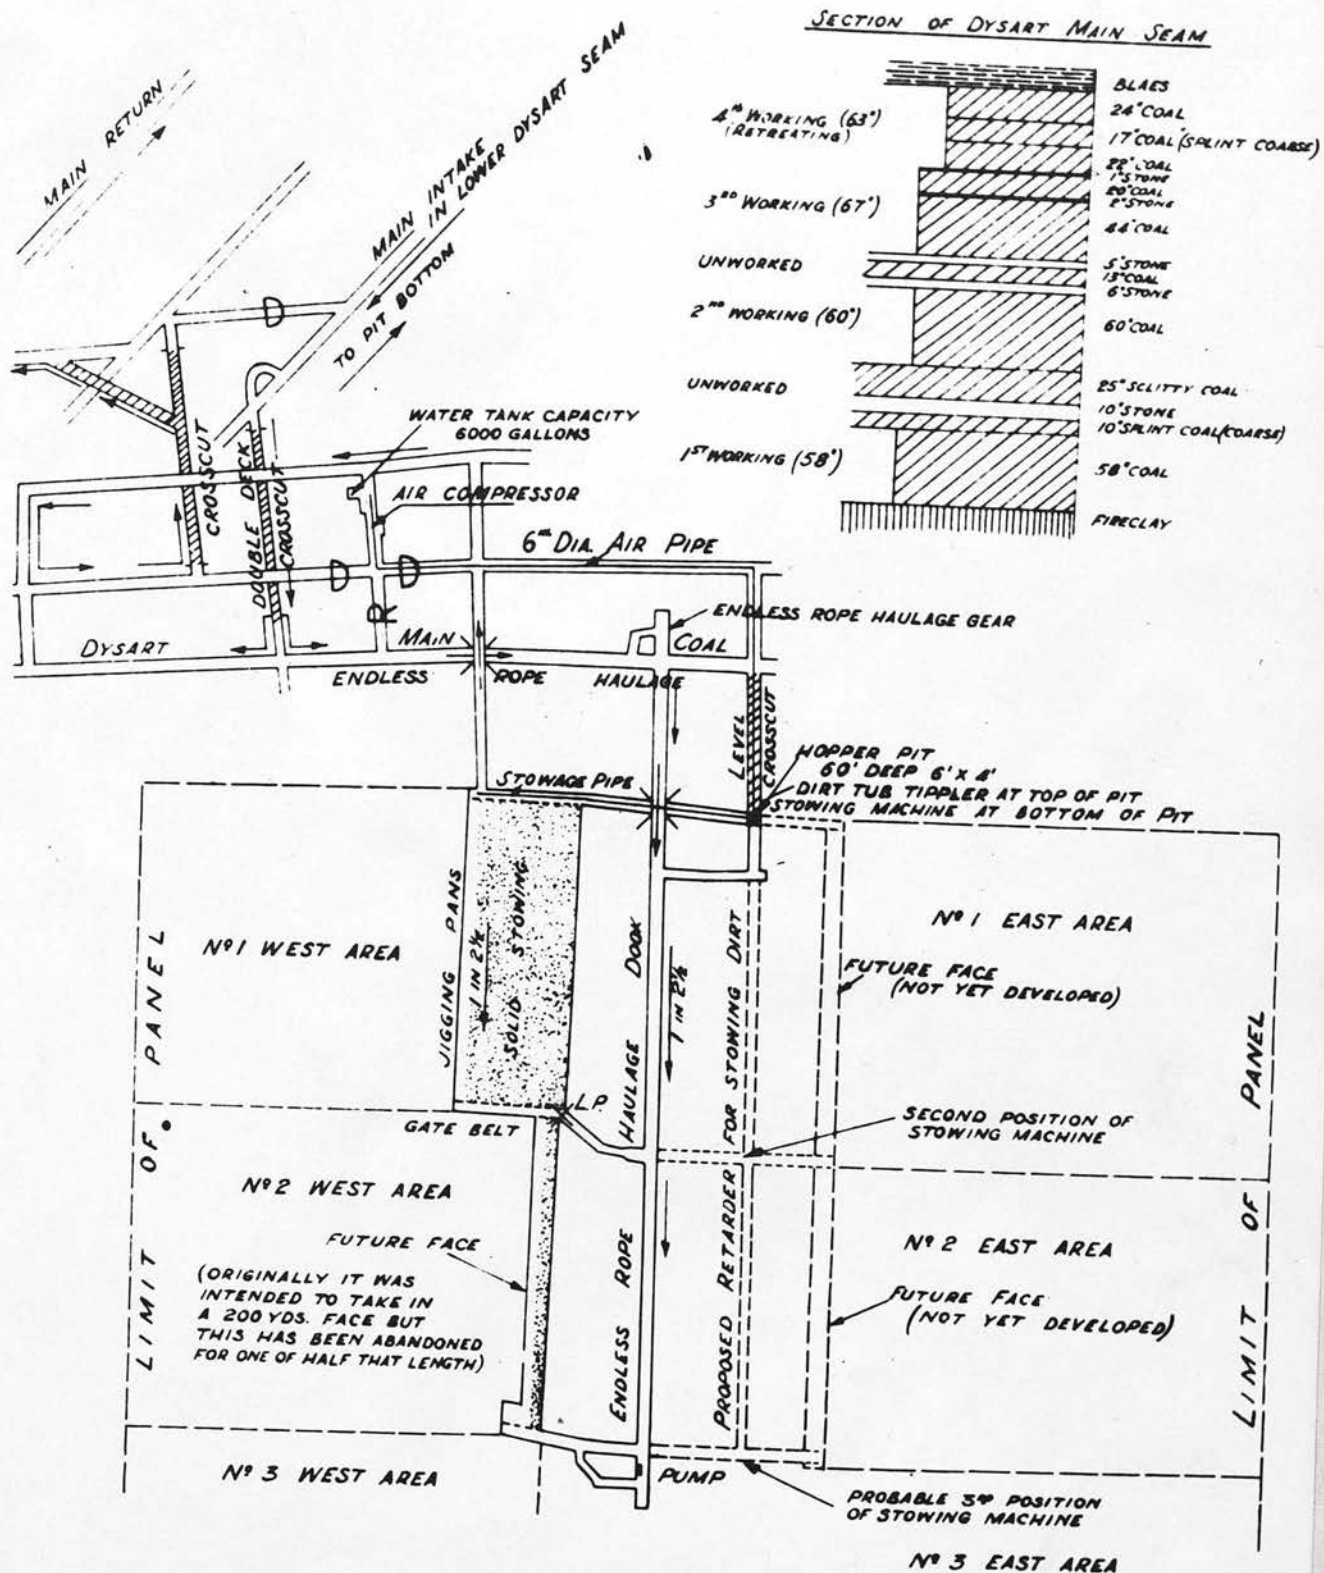 SECTION OF DYSART MAIN SEAM
BLAES
24" COAL
17" COAL (SPLINT COARSE)
22" COAL
1" STONE
20" COAL
2" STONE
44" COAL
5" STONE
13" COAL
6" STONE
60" COAL
25" SCLITTY COAL
10" STONE
10" SPLINT COAL (COARSE)
58" COAL
FIRECLAY
4TH WORKING (63")
(RETREATING)
3RD WORKING (67")
UNWORKED
2ND WORKING (60")
UNWORKED
1ST WORKING (58")
MAIN RETURN
MAIN INTAKE
IN LOWER DYSART SEAM
TO PIT BOTTOM
D
D
WATER TANK CAPACITY
6000 GALLONS
AIR COMPRESSOR
CROSSCUT
DOUBLE DECK
CROSSCUT
6" DIA. AIR PIPE
D
D
R
ENDLESS ROPE HAULAGE GEAR
DYSART
MAIN
COAL
ENDLESS
ROPE
HAULAGE
LEVEL
CROSSCUT
HOPPER PIT
60' DEEP 6' X 4'
DIRT TUB TIPPLER AT TOP OF PIT
STOWING MACHINE AT BOTTOM OF PIT
STOWAGE PIPE
LIMIT OF PANEL
Nº 1 WEST AREA
JIGGING PANS
1 IN 2½
SOLID STOWING
ENDLESS ROPE HAULAGE DOOK
1 IN 2½
PROPOSED RETARDER FOR STOWING DIRT
Nº 1 EAST AREA
FUTURE FACE
(NOT YET DEVELOPED)
LIMIT OF PANEL
L.P.
GATE BELT
SECOND POSITION OF
STOWING MACHINE
Nº 2 WEST AREA
FUTURE FACE
(ORIGINALLY IT WAS
INTENDED TO TAKE IN
A 200 YDS. FACE BUT
THIS HAS BEEN ABANDONED
FOR ONE OF HALF THAT LENGTH)
Nº 2 EAST AREA
FUTURE FACE
(NOT YET DEVELOPED)
Nº 3 WEST AREA
PUMP
PROBABLE 3RD POSITION
OF STOWING MACHINE
Nº 3 EAST AREA